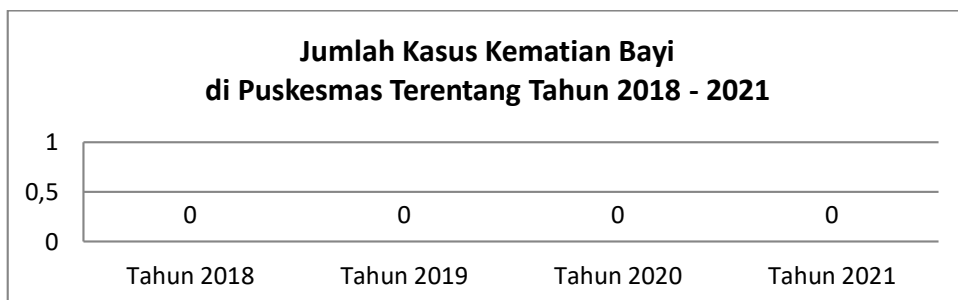 Jumlah Kasus Kematian Bayi
di Puskesmas Terentang Tahun 2018 - 2021
1
0,5
0
0 0 0 0
Tahun 2018 Tahun 2019 Tahun 2020 Tahun 2021